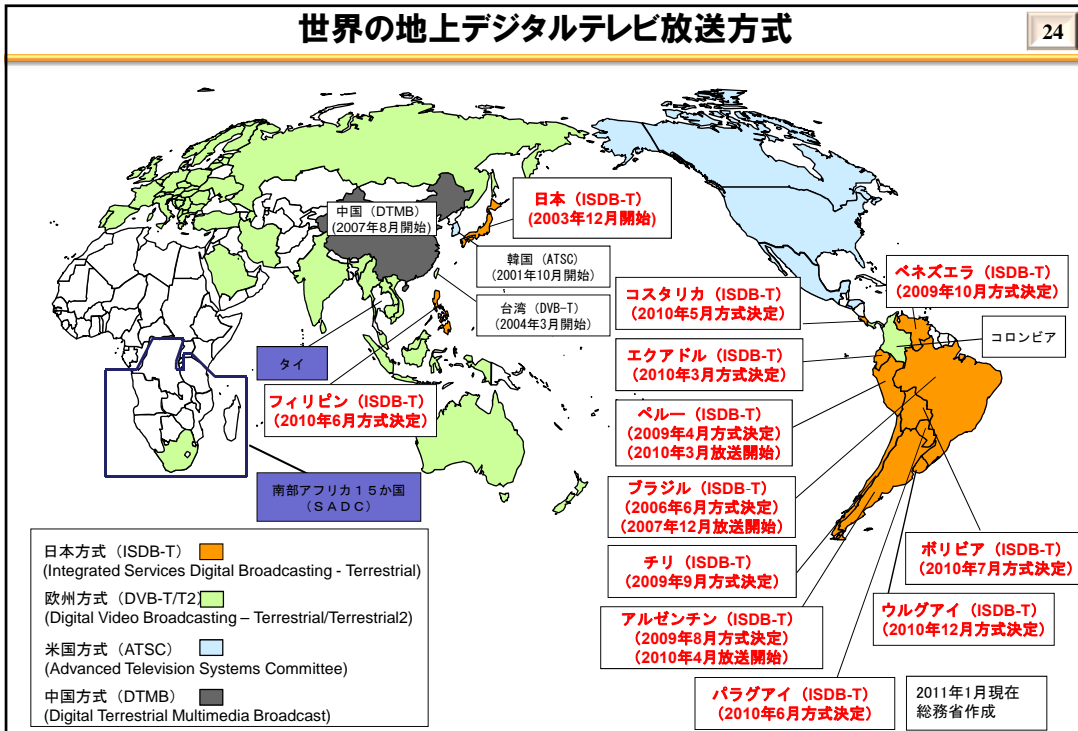 世界の地上デジタルテレビ放送方式
24
日本（ISDB-T）
(2003年12月開始)
中国（DTMB）
(2007年8月開始)
韓国（ATSC）
(2001年10月開始)
台湾（DVB-T）
(2004年3月開始)
タイ
フィリピン（ISDB-T）
(2010年6月方式決定)
南部アフリカ１５か国
（ＳＡＤＣ）
ベネズエラ（ISDB-T）
(2009年10月方式決定)
コスタリカ（ISDB-T）
(2010年5月方式決定)
コロンビア
エクアドル（ISDB-T）
(2010年3月方式決定)
ペルー（ISDB-T）
(2009年4月方式決定)
(2010年3月放送開始)
ブラジル（ISDB-T）
(2006年6月方式決定)
(2007年12月放送開始)
チリ（ISDB-T）
(2009年9月方式決定)
ボリビア（ISDB-T）
(2010年7月方式決定)
アルゼンチン（ISDB-T）
(2009年8月方式決定)
(2010年4月放送開始)
ウルグアイ（ISDB-T）
(2010年12月方式決定)
パラグアイ（ISDB-T）
(2010年6月方式決定)
2011年1月現在
総務省作成
日本方式（ISDB-T）
(Integrated Services Digital Broadcasting - Terrestrial)
欧州方式（DVB-T/T2）
(Digital Video Broadcasting – Terrestrial/Terrestrial2)
米国方式（ATSC）
(Advanced Television Systems Committee)
中国方式（DTMB）
(Digital Terrestrial Multimedia Broadcast)